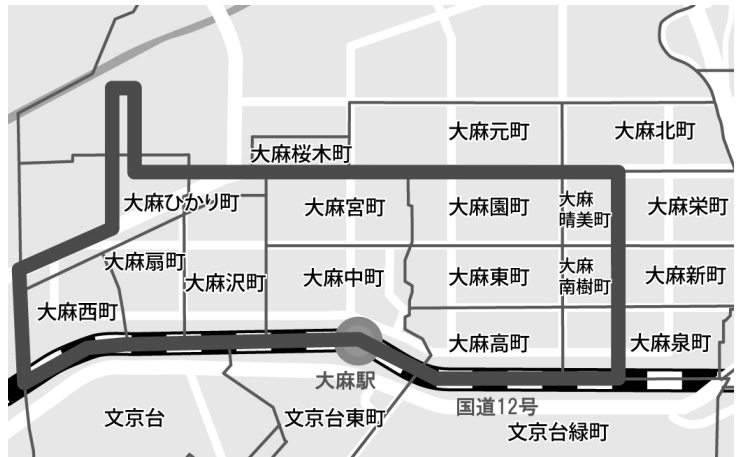 大麻元町
大麻北町
大麻桜木町
大麻ひかり町
大麻宮町
大麻園町
大麻
晴美町
大麻栄町
大麻扇町
大麻沢町
大麻中町
大麻東町
大麻
南樹町
大麻新町
大麻西町
大麻高町
大麻泉町
大麻駅
国道12号
文京台
文京台東町
文京台緑町